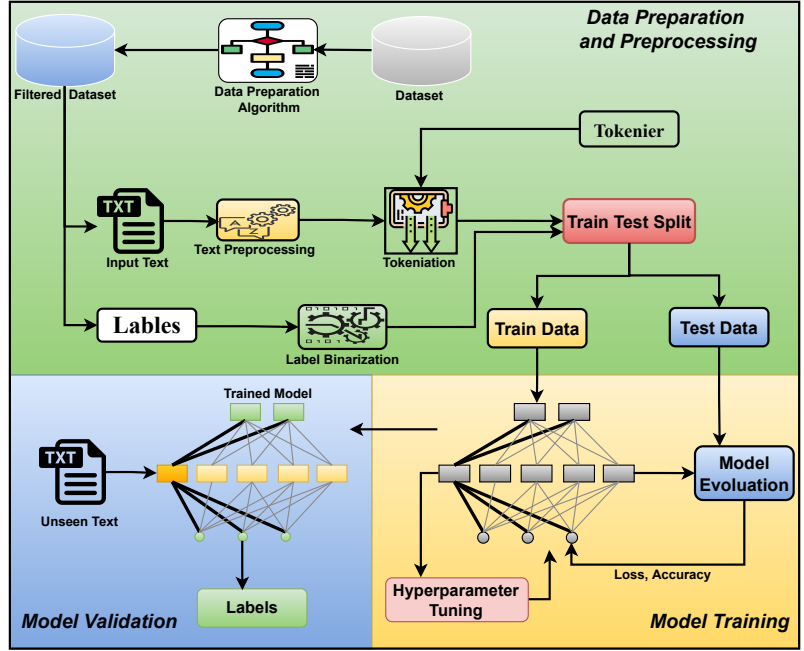 Data Preparation
and Preprocessing
Filtered Dataset
Data Preparation
Algorithm
Dataset
Tokenier
TXT
Input Text
Text Preprocessing
A
Z
Tokeniation
Train Test Split
Lables
Label Binarization
Train Data
Test Data
Trained Model
TXT
Unseen Text
Labels
Model Validation
Model
Evoluation
Loss, Accuracy
Hyperparameter
Tuning
Model Training